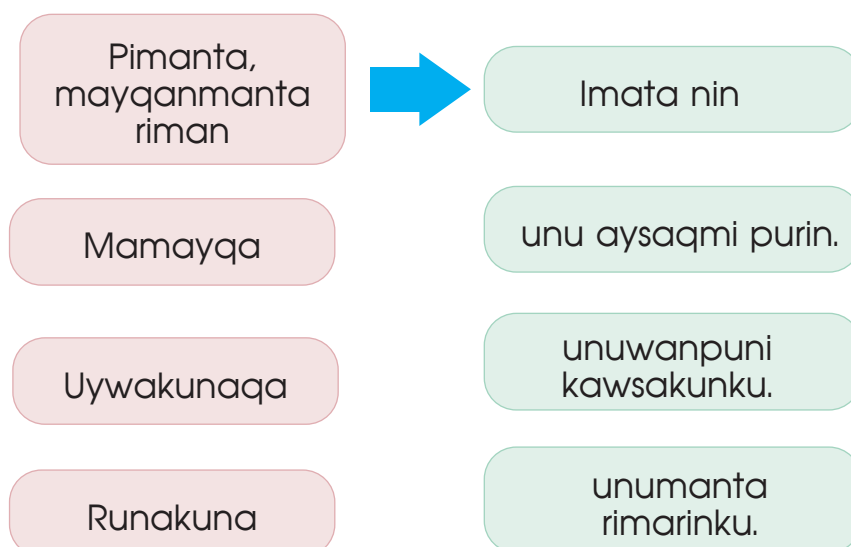 Pimanta,
mayqanmanta
riman
Imata nin
Mamayqa
unu aysaqmi purin.
Uywakunaqa
unuwanpuni
kawsakunku.
Runakuna
unumanta
rimarinku.